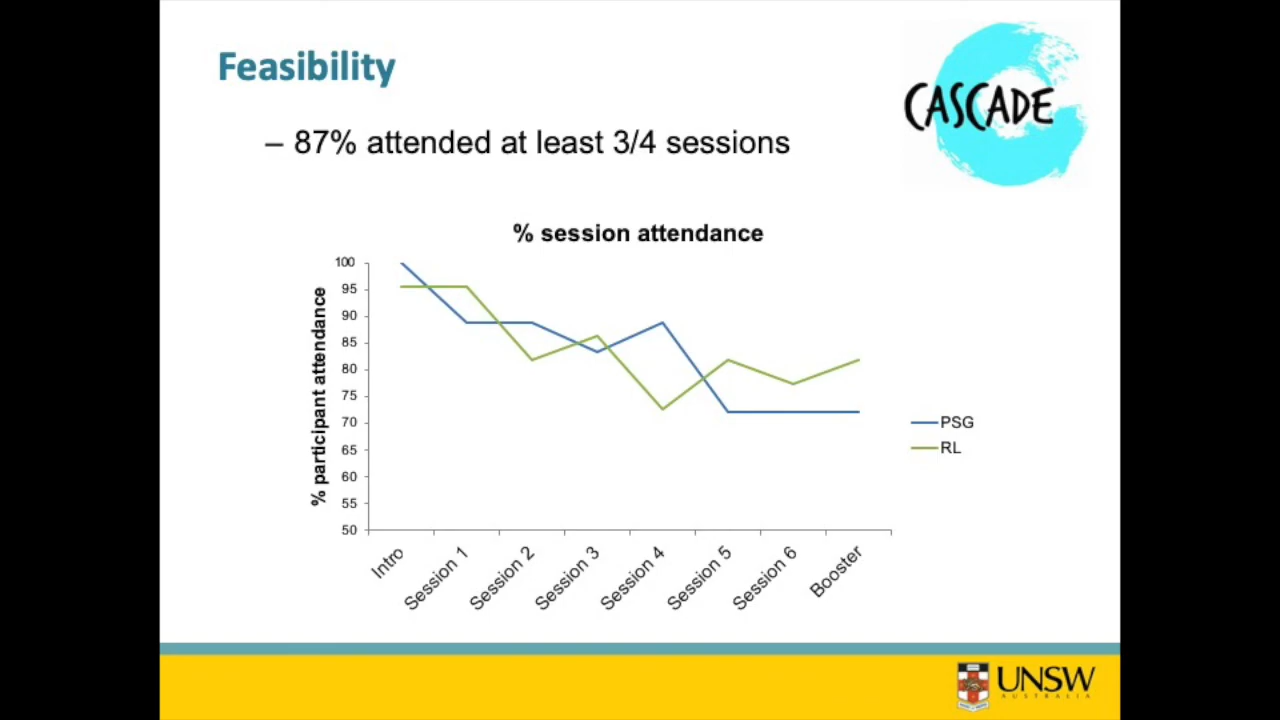 Feasibility
CASCADE
– 87% attended at least 3/4 sessions
% session attendance
% participant attendance
100
95
90
85
80
75
70
65
60
55
50
Intro
Session 1
Session 2
Session 3
Session 4
Session 5
Session 6
Booster
PSG
RL
UNSW
AUSTRALIA